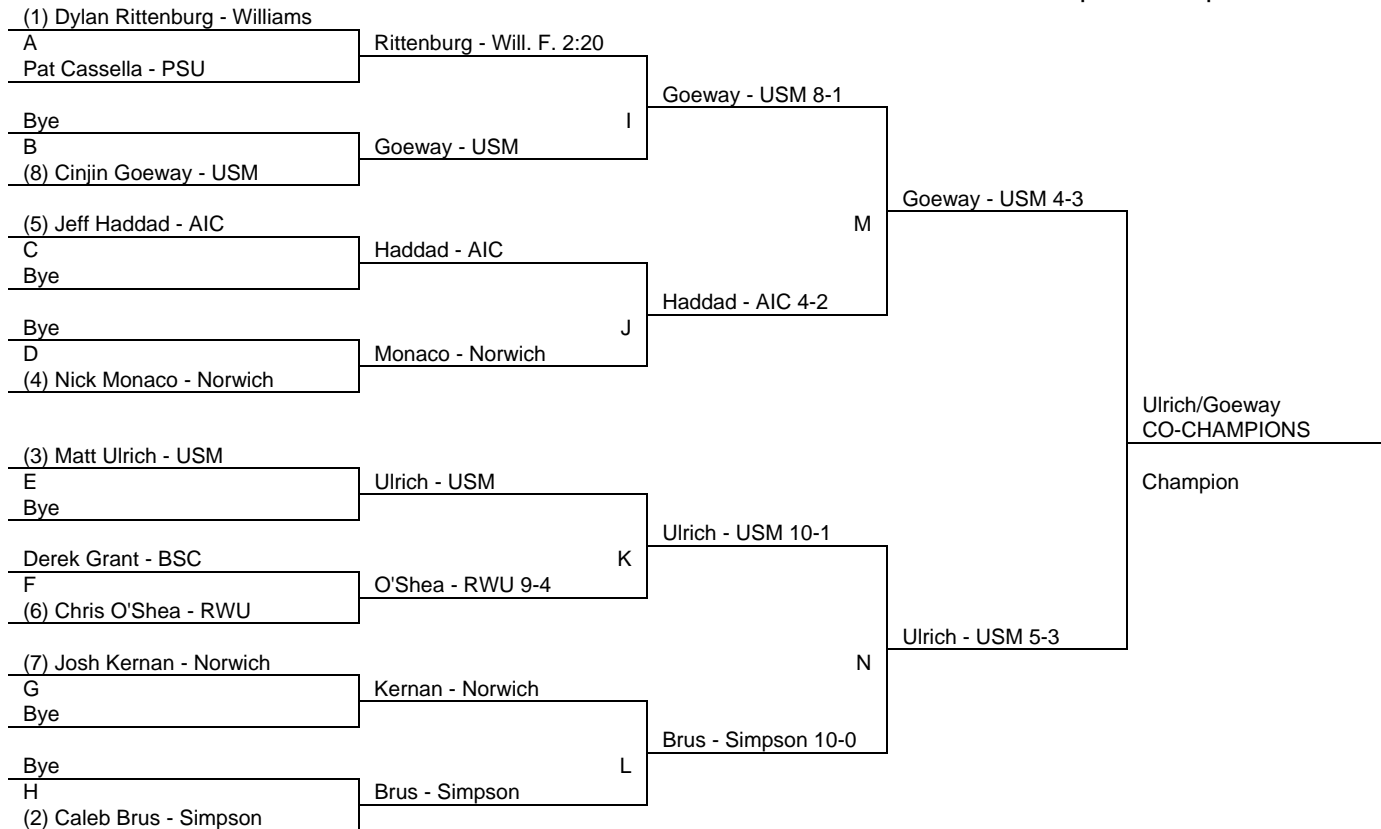 (1) Dylan Rittenburg - Williams
A
Pat Cassella - PSU
Rittenburg - Will. F. 2:20
Bye
B
(8) Cinjin Goeway - USM
Goeway - USM
I
Goeway - USM 8-1
(5) Jeff Haddad - AIC
C
Bye
Haddad - AIC
Bye
D
(4) Nick Monaco - Norwich
Monaco - Norwich
J
Haddad - AIC 4-2
M
Goeway - USM 4-3
(3) Matt Ulrich - USM
E
Bye
Ulrich - USM
Derek Grant - BSC
F
(6) Chris O'Shea - RWU
O'Shea - RWU 9-4
K
Ulrich - USM 10-1
(7) Josh Kernan - Norwich
G
Bye
Kernan - Norwich
Bye
H
(2) Caleb Brus - Simpson
Brus - Simpson
L
Brus - Simpson 10-0
N
Ulrich - USM 5-3
Ulrich/Goeway
CO-CHAMPIONS
Champion